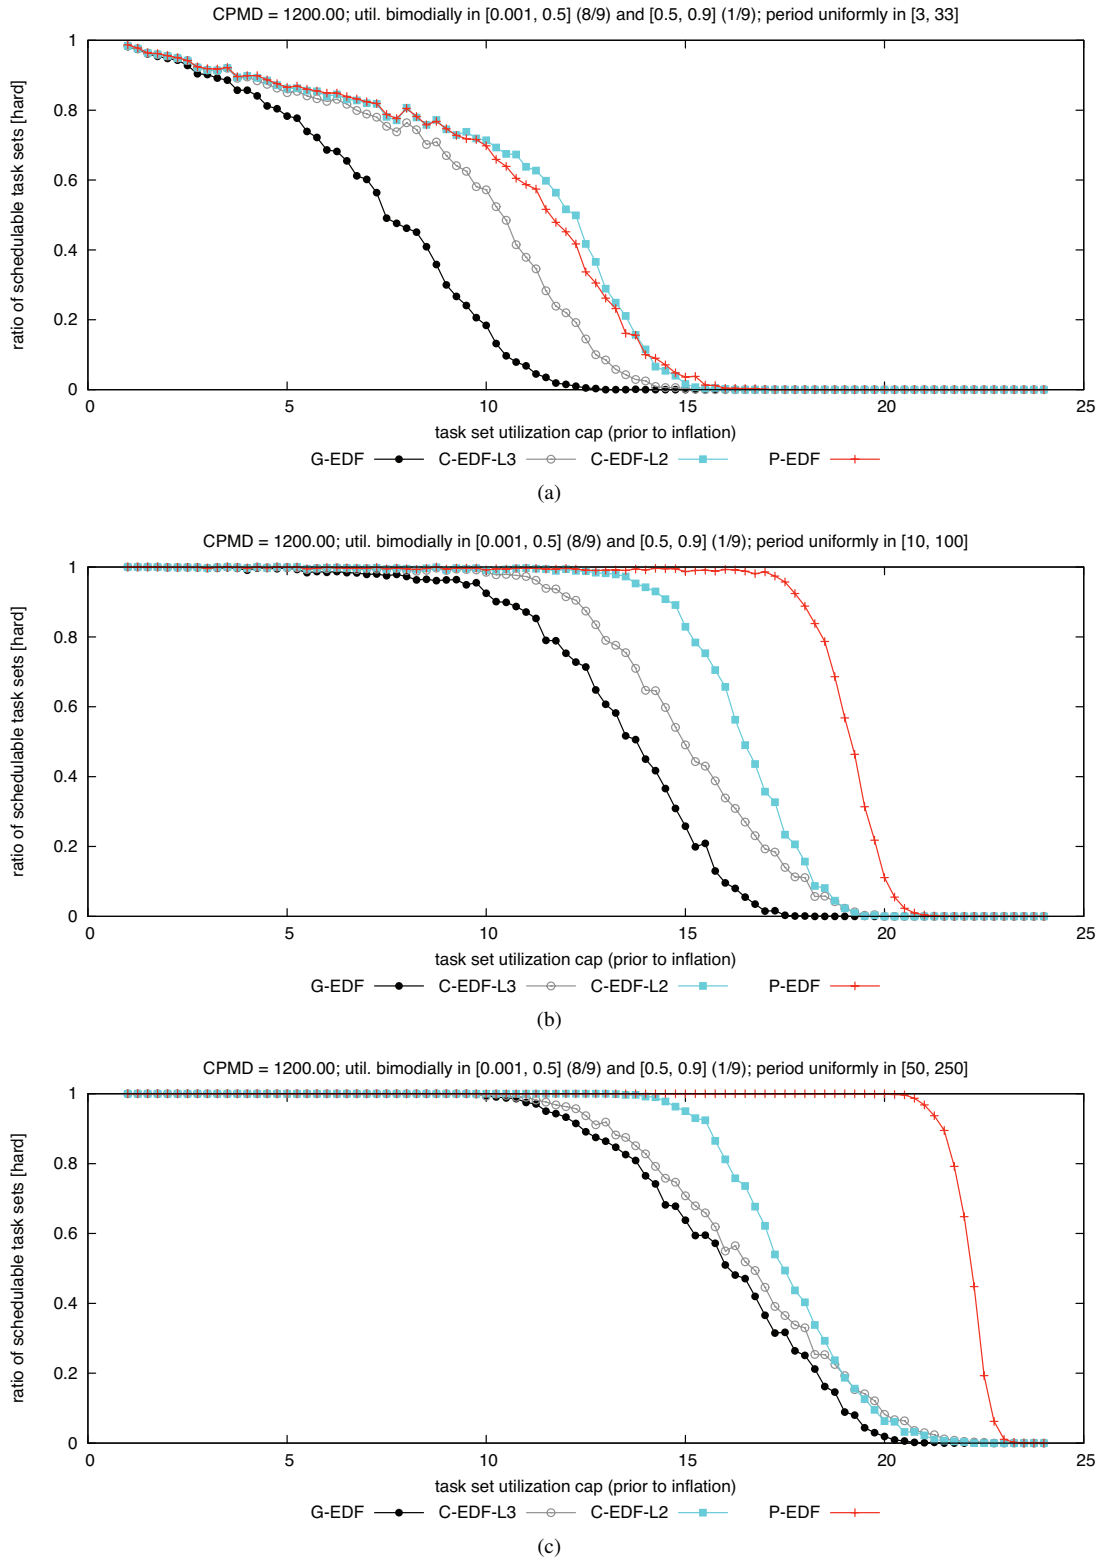 CPMD = 1200.00; util. bimodially in [0.001, 0.5] (8/9) and [0.5, 0.9] (1/9); period uniformly in [3, 33]
1
0.8
0.6
0.4
0.2
0
ratio of schedulable task sets [hard]
0 5 10 15 20 25
task set utilization cap (prior to inflation)
G-EDF C-EDF-L3 C-EDF-L2 P-EDF
(a)
CPMD = 1200.00; util. bimodially in [0.001, 0.5] (8/9) and [0.5, 0.9] (1/9); period uniformly in [10, 100]
1
0.8
0.6
0.4
0.2
0
ratio of schedulable task sets [hard]
0 5 10 15 20 25
task set utilization cap (prior to inflation)
G-EDF C-EDF-L3 C-EDF-L2 P-EDF
(b)
CPMD = 1200.00; util. bimodially in [0.001, 0.5] (8/9) and [0.5, 0.9] (1/9); period uniformly in [50, 250]
1
0.8
0.6
0.4
0.2
0
ratio of schedulable task sets [hard]
0 5 10 15 20 25
task set utilization cap (prior to inflation)
G-EDF C-EDF-L3 C-EDF-L2 P-EDF
(c)